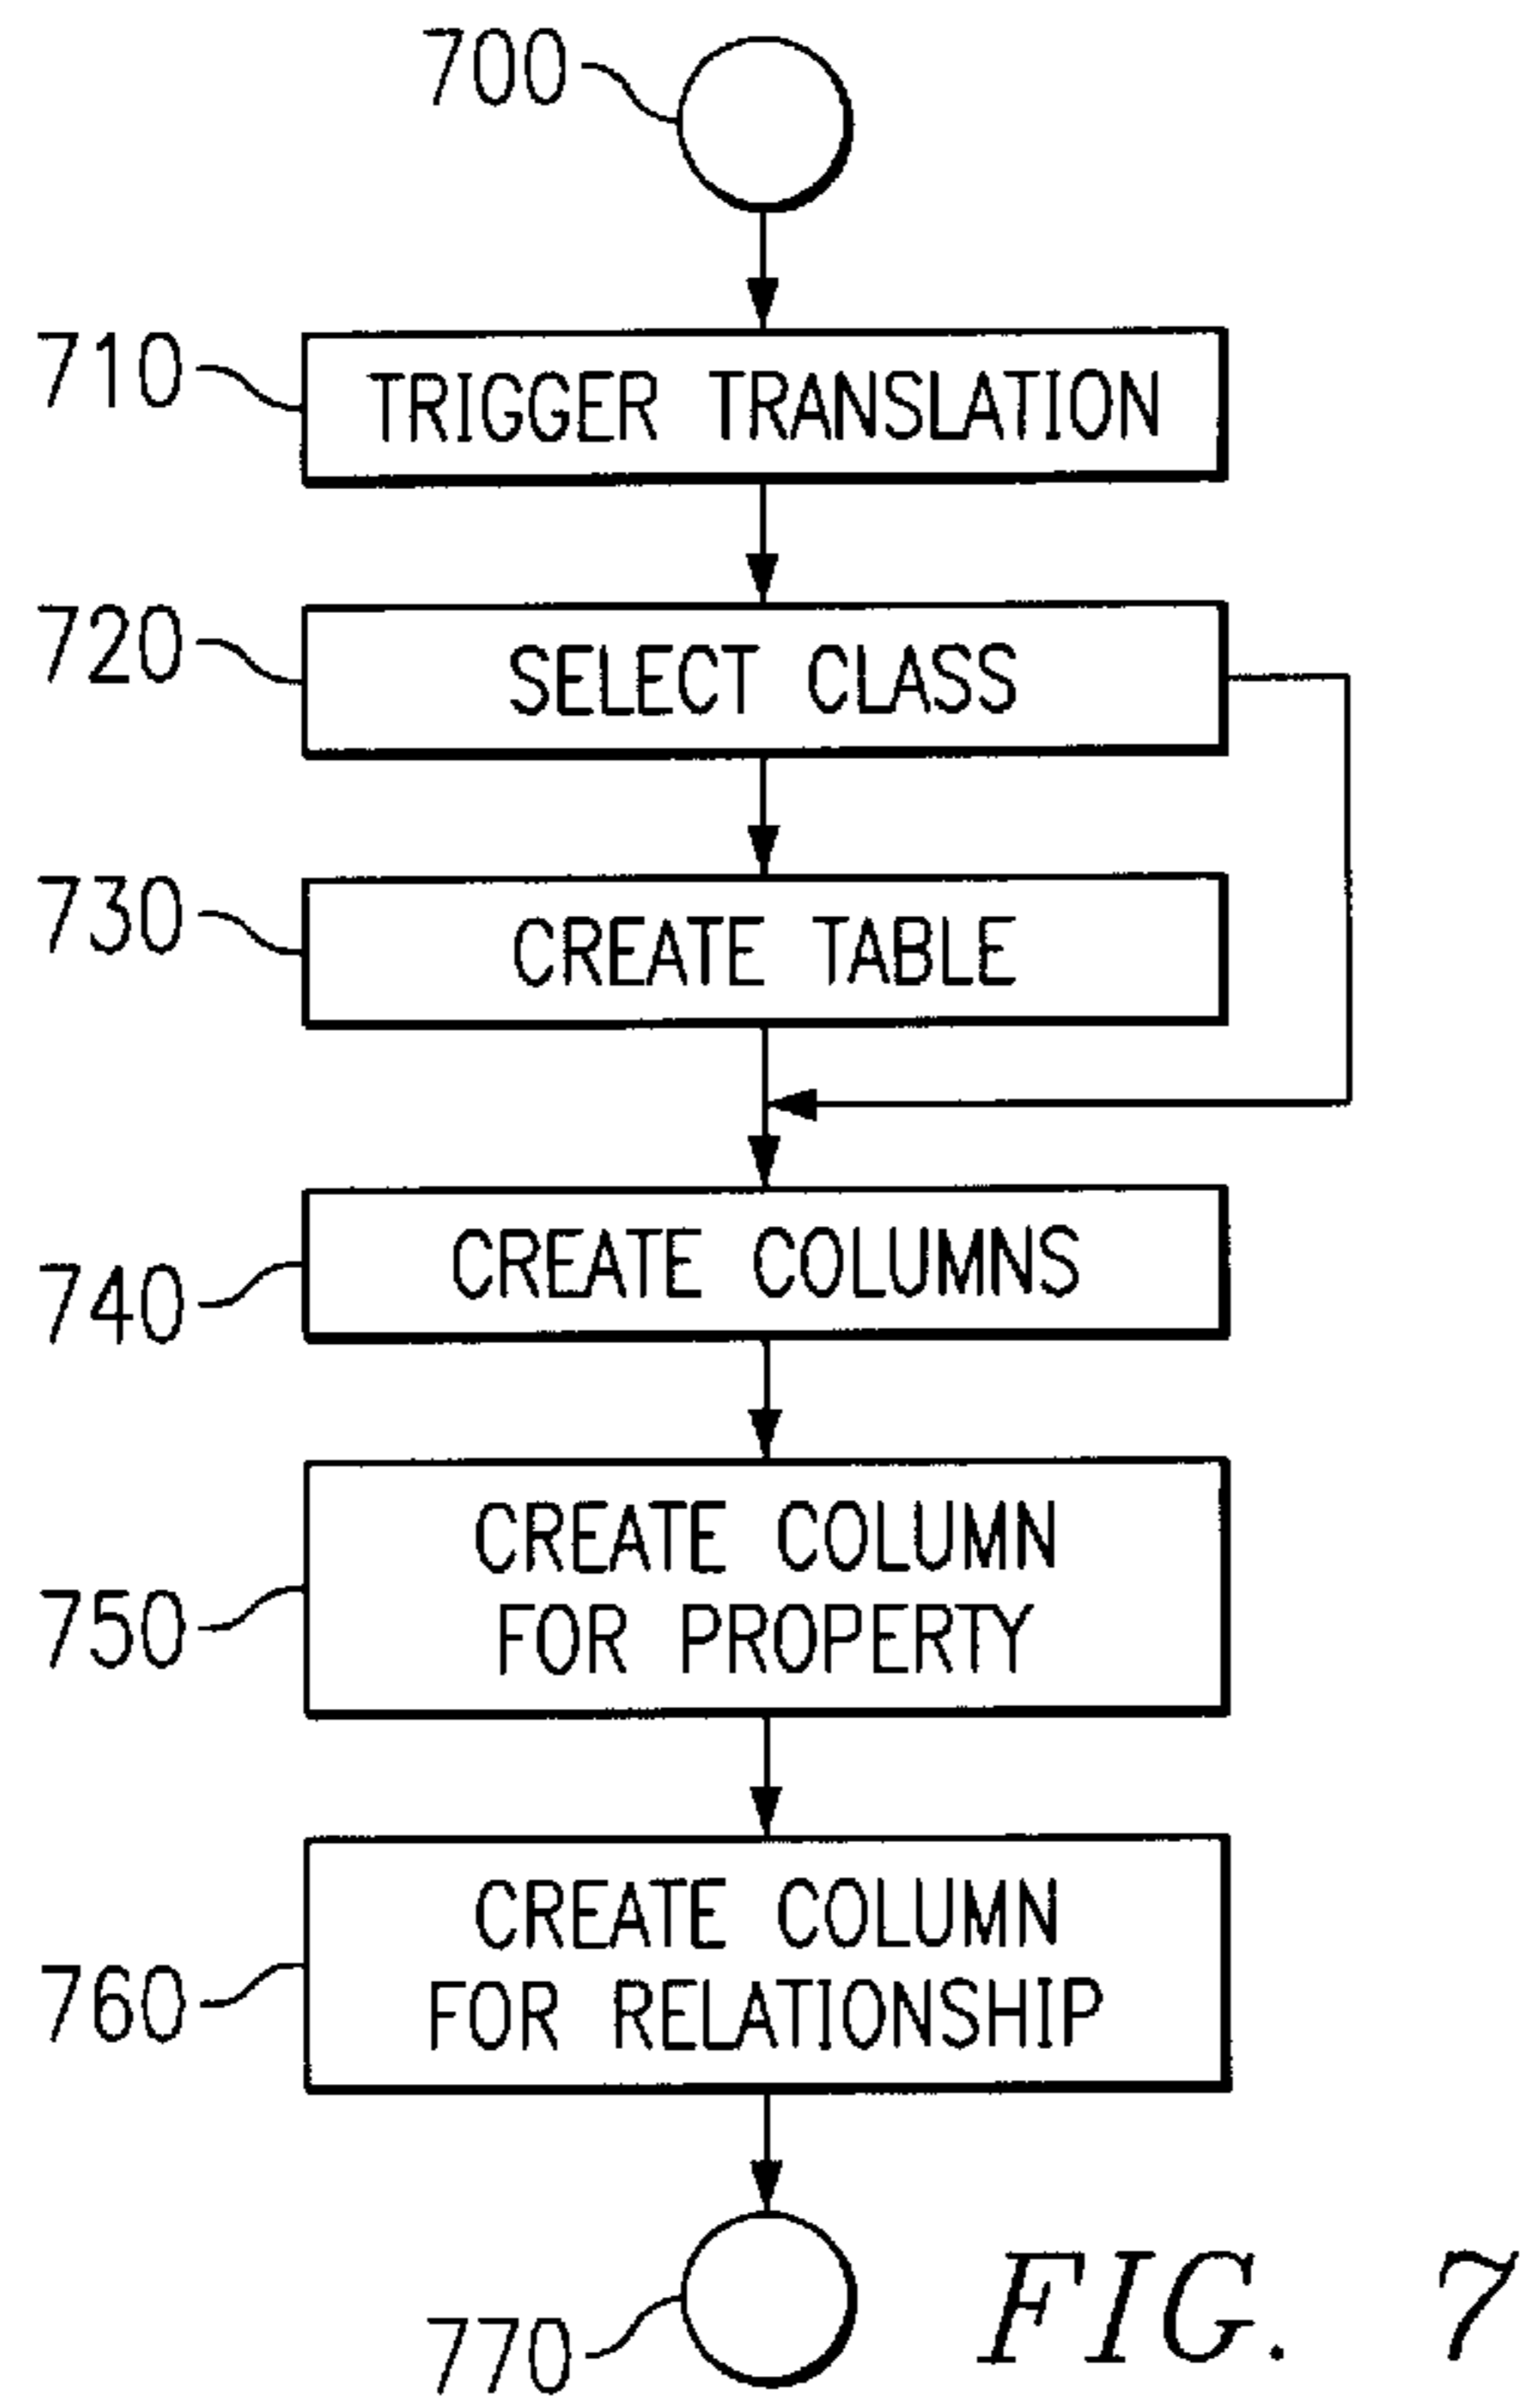 700
710
TRIGGER TRANSLATION
720
SELECT CLASS
730
CREATE TABLE
740
CREATE COLUMNS
750
CREATE COLUMN
FOR PROPERTY
760
CREATE COLUMN
FOR RELATIONSHIP
770
FIG. 7